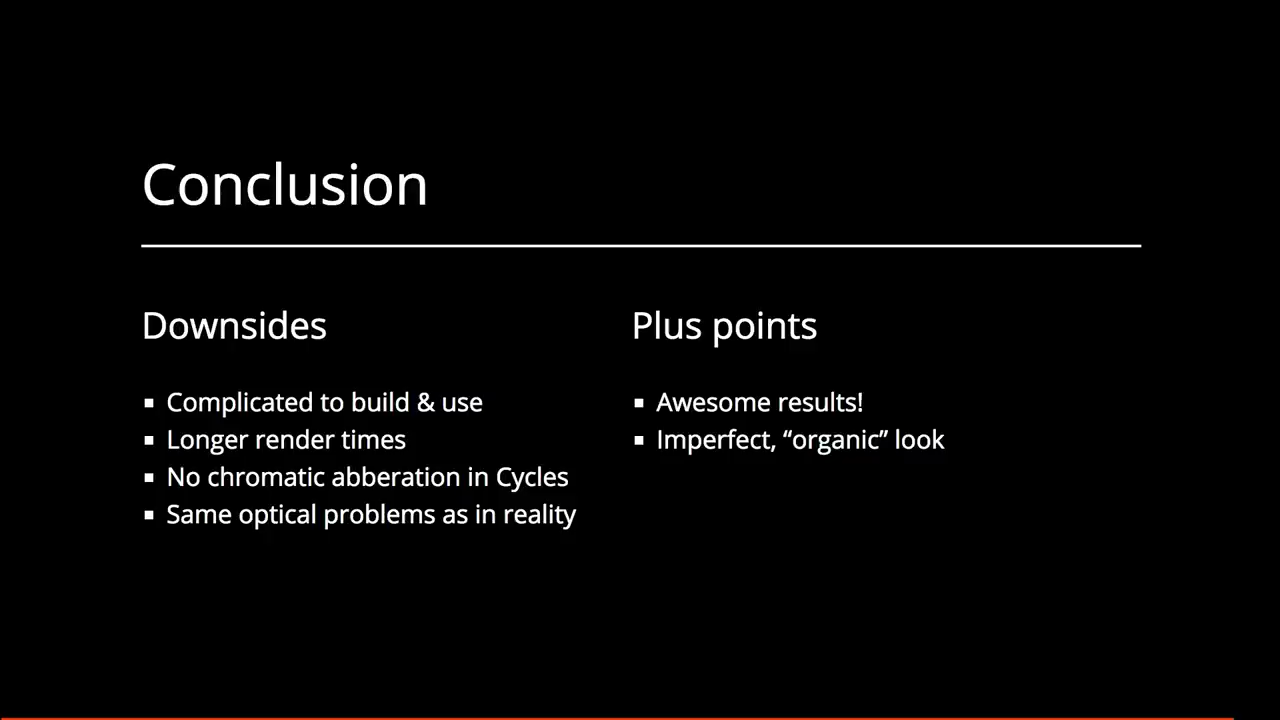 Conclusion
Downsides
▪ Complicated to build & use
▪ Longer render times
▪ No chromatic abberation in Cycles
▪ Same optical problems as in reality
Plus points
▪ Awesome results!
▪ Imperfect, “organic” look